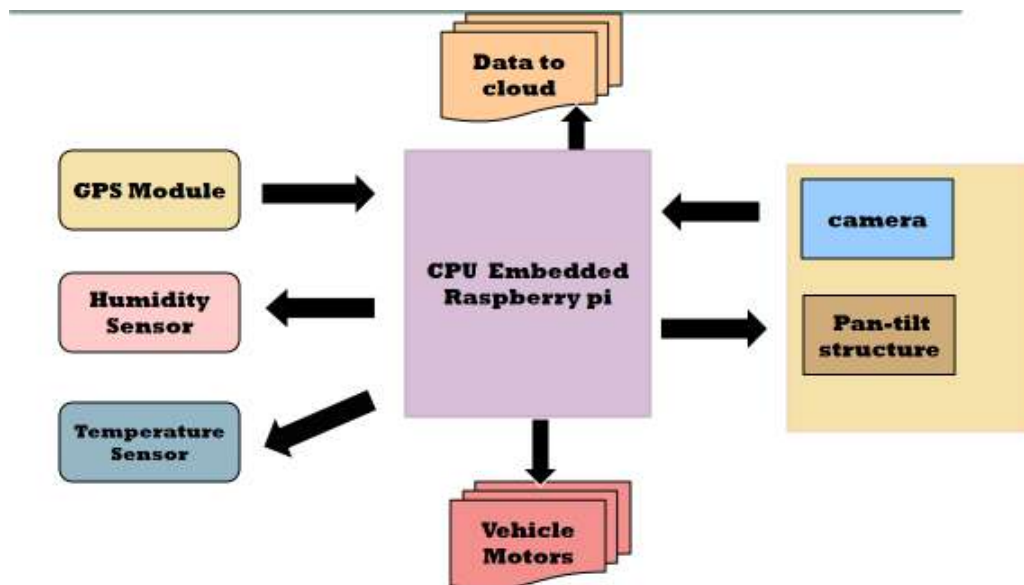 Data to
cloud
GPS Module
camera
CPU Embedded
Raspberry pi
Humidity
Sensor
Pan-tilt
structure
Temperature
Sensor
Vehicle
Motors